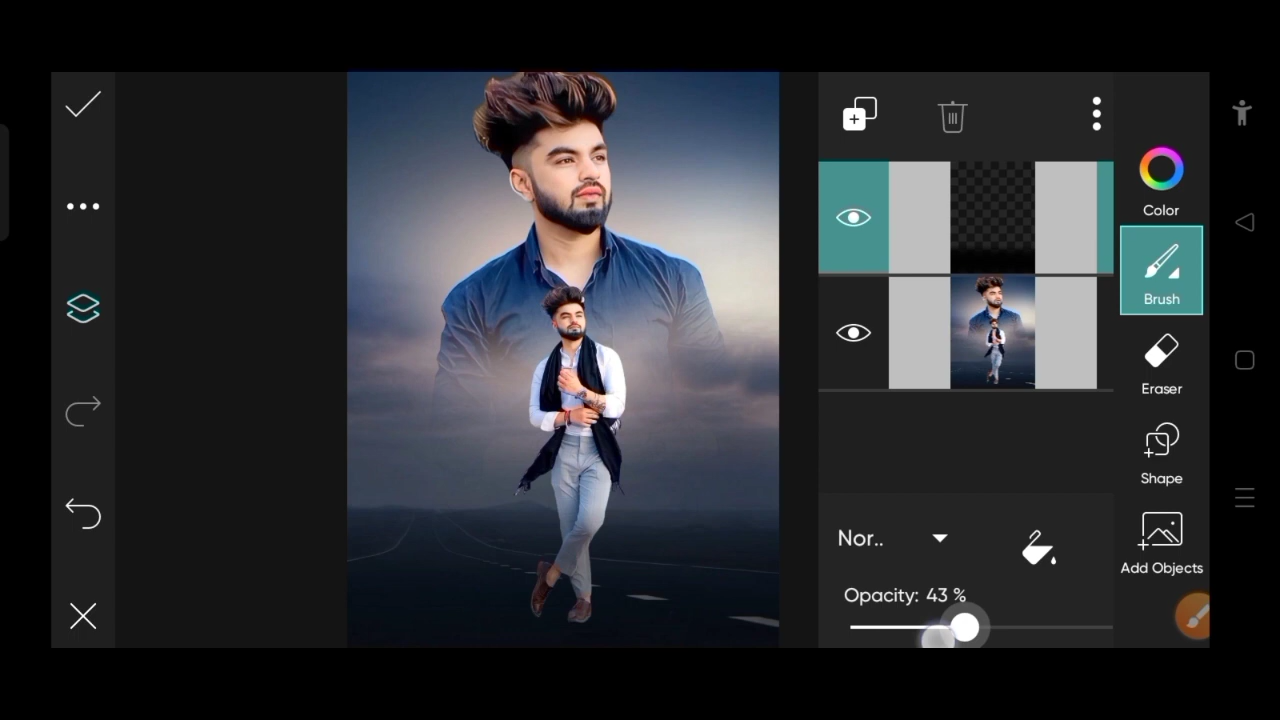 Color
Brush
Eraser
Shape
Add Objects
Nor..
Opacity: 43 %